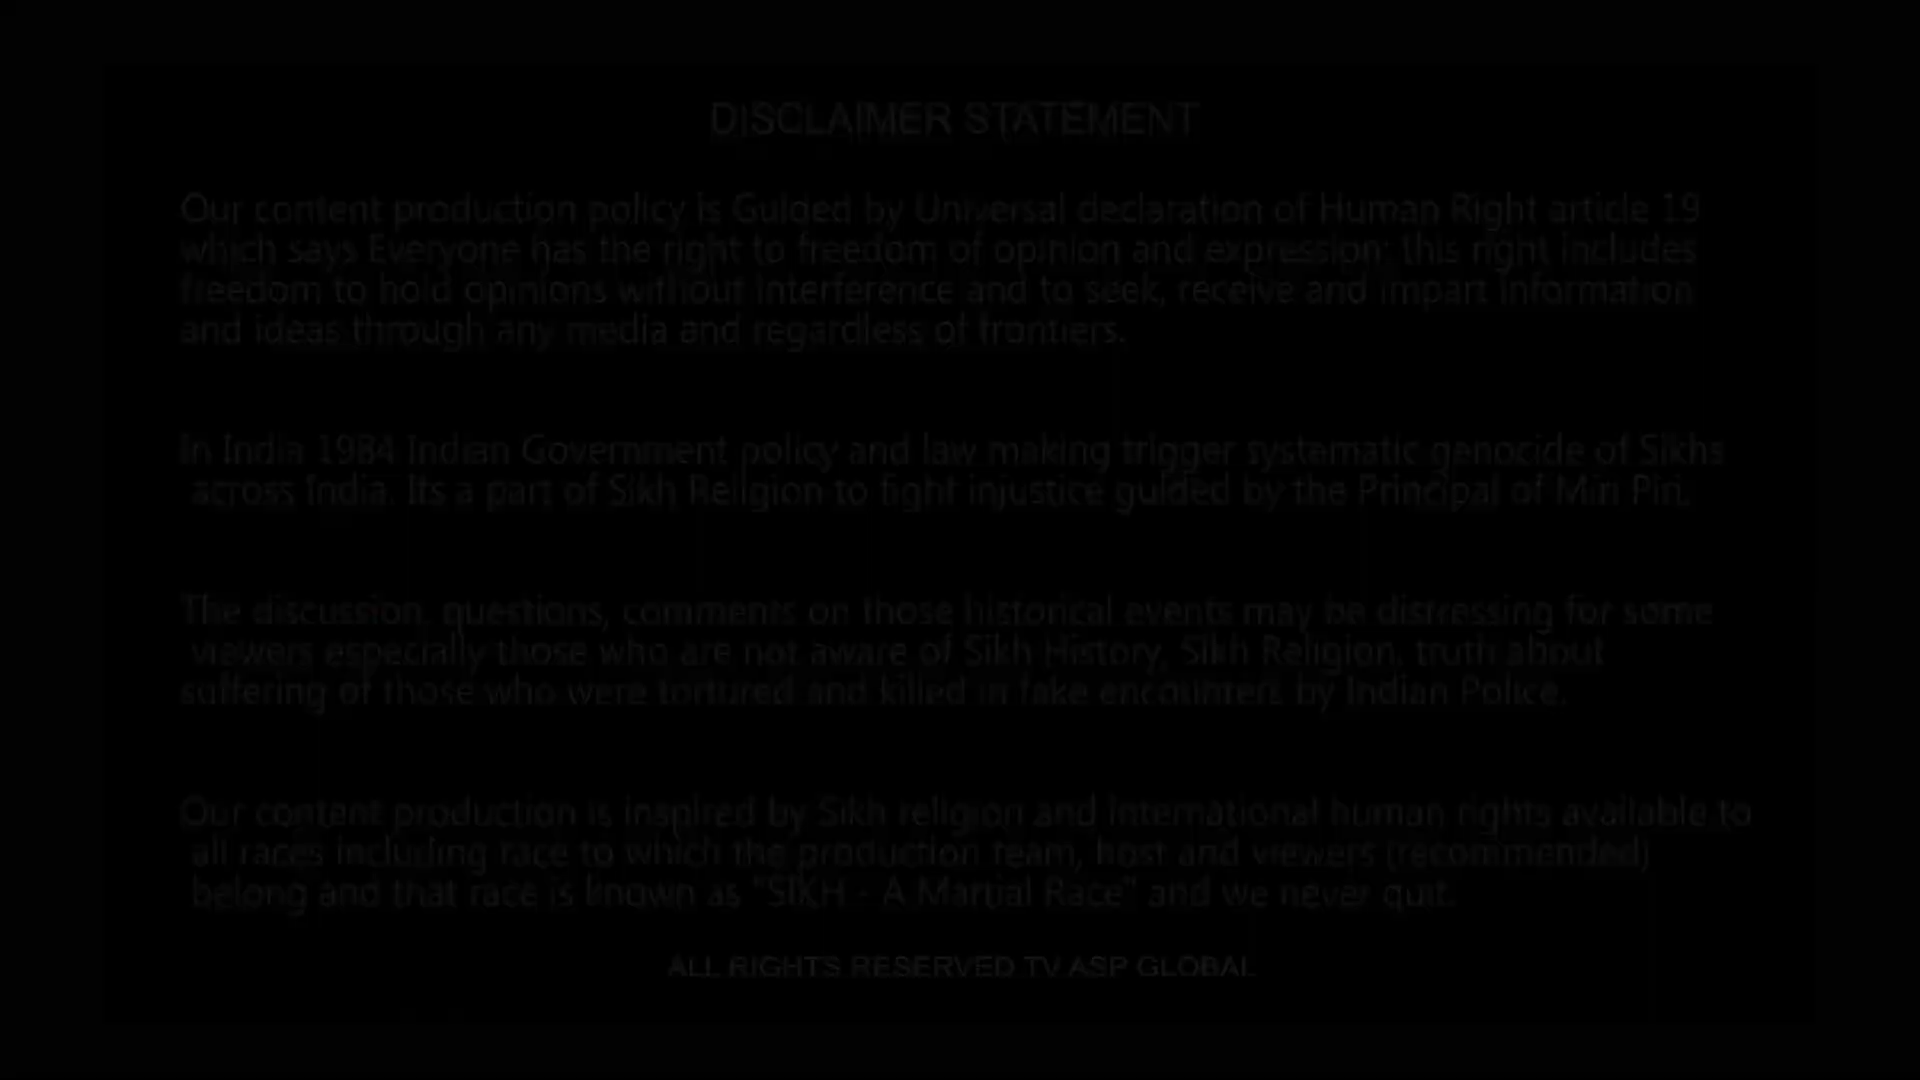 DISCLAIMER STATEMENT
Our content production policy is Guided by Universal declaration of Human Right article 19
which says Everyone has the right to freedom of opinion and expression; this right includes
freedom to hold opinions without interference and to seek, receive and impart information
and ideas through any media and regardless of frontiers.
In India 1984 Indian Government policy and law making trigger systematic genocide of Sikhs
across India. Its a part of Sikh Religion to fight injustice guided by the Principal of Miri Piri.
The discussion, questions, comments on those historical events may be distressing for some
viewers especially those who are not aware of Sikh History, Sikh Religion, truth about
suffering of those who were tortured and killed in fake encounters by Indian Police.
Our content production is inspired by Sikh religion and International human rights available to
all races including race to which the production team, host and viewers (recommended)
belong and that race is known as "SIKH - A Martial Race" and we never quit.
ALL RIGHTS RESERVED TV ASP GLOBAL